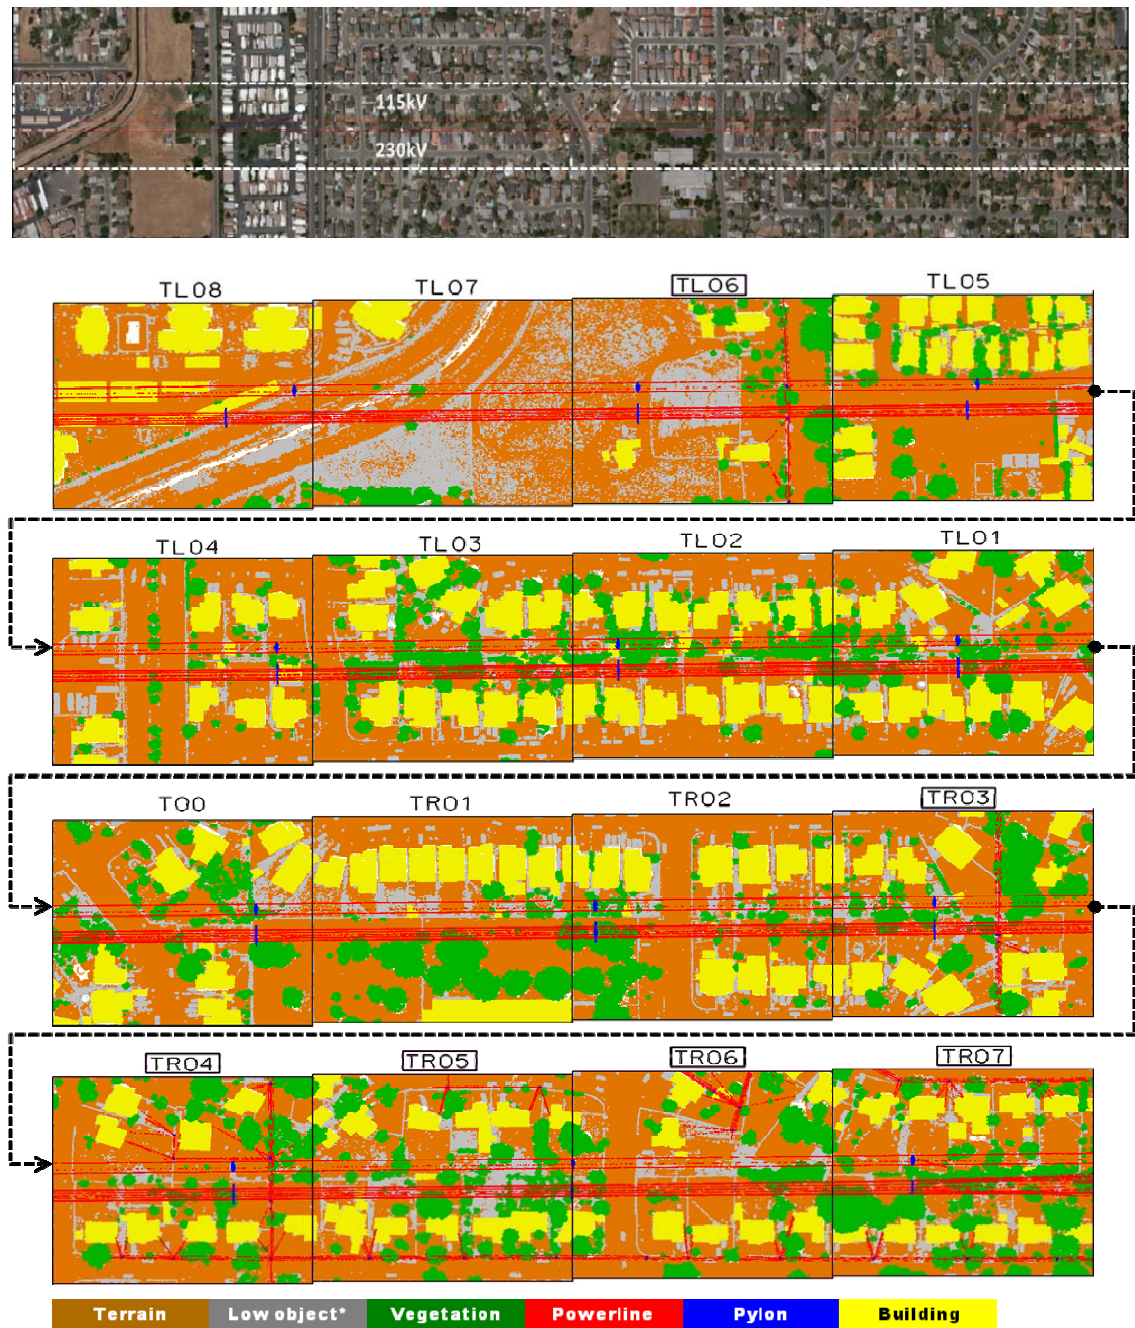 115kV
230kV
TL08 TL07 TL06 TL05
TL04 TL03 TL02 TL01
T00 TR01 TR02 TR03
TR04 TR05 TR06 TR07
Terrain Low object* Vegetation Powerline Pylon Building